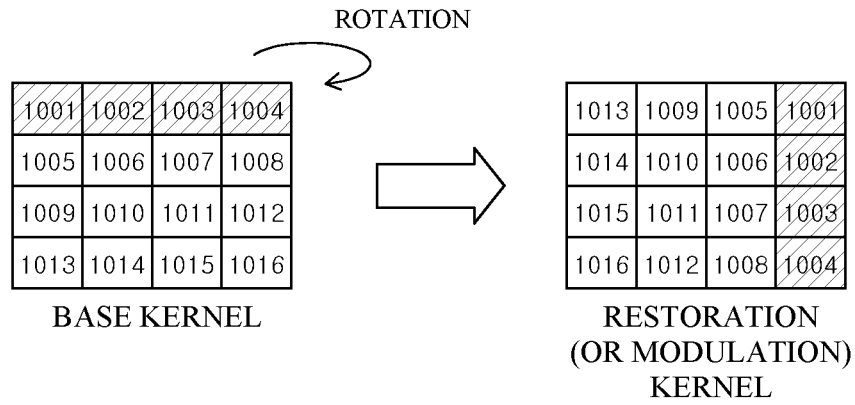 ROTATION
1001 1002 1003 1004
1005 1006 1007 1008
1009 1010 1011 1012
1013 1014 1015 1016
BASE KERNEL
1013 1009 1005 1001
1014 1010 1006 1002
1015 1011 1007 1003
1016 1012 1008 1004
RESTORATION
(OR MODULATION)
KERNEL